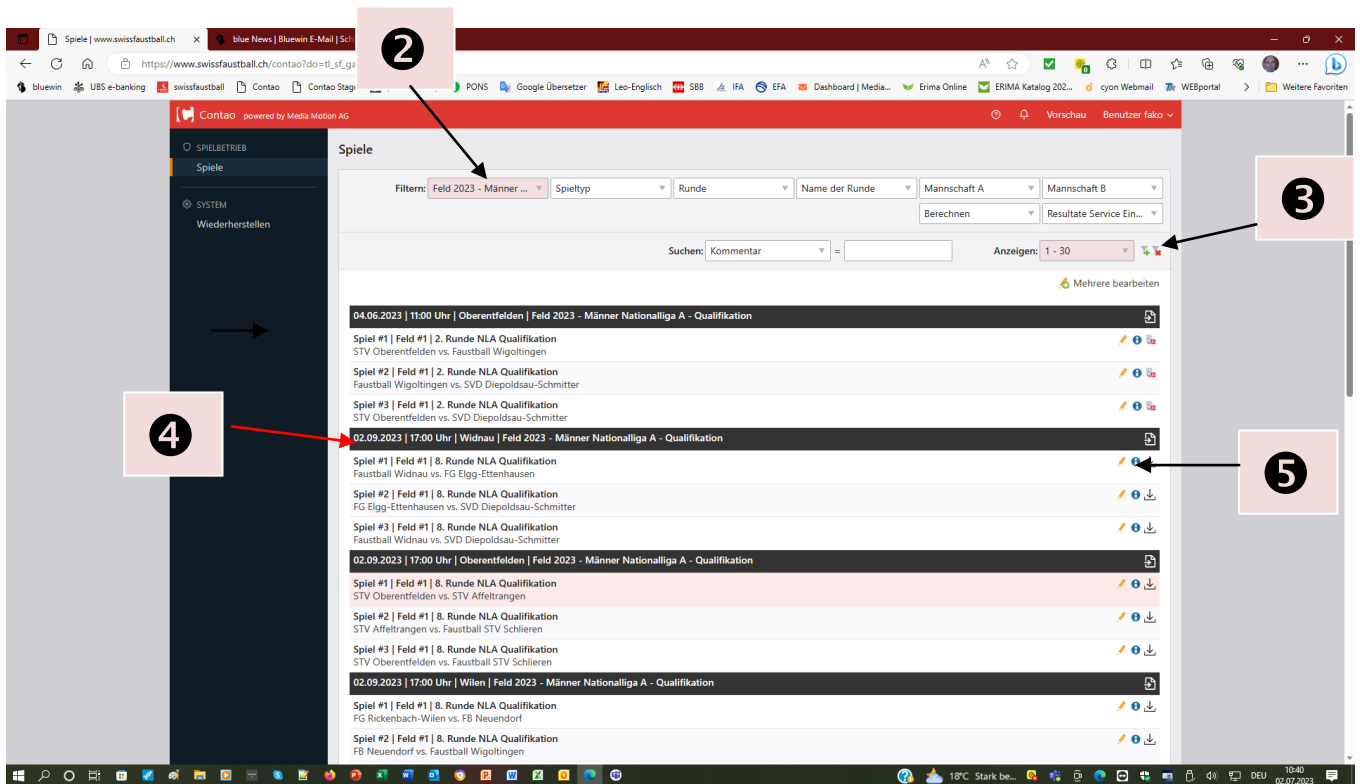 ❷
Spiele | www.swissfaustball.ch
blue News | Bluewin E-Mail | Sch
https://www.swissfaustball.ch/contao?do=tl_sf_ga
bluewin UBS e-banking swissfaustball Contao Contao Stag PONS Google Übersetzer Leo-Englisch SBB IFA EFA Dashboard | Media... Erima Online ERIMA Katalog 202... cyon Webmail WEBportal Weitere Favoriten
Contao powered by Media Motion AG
Vorschau Benutzer fako
SPIELBETRIEB
Spiele
SYSTEM
Wiederherstellen
Spiele
Filtern: Feld 2023 - Männer ... Spieltyp Runde Name der Runde Mannschaft A Mannschaft B
Berechnen Resultate Service Ein...
❸
Suchen: Kommentar = Anzeigen: 1 - 30
Mehrere bearbeiten
04.06.2023 | 11:00 Uhr | Oberentfelden | Feld 2023 - Männer Nationalliga A - Qualifikation
Spiel #1 | Feld #1 | 2. Runde NLA Qualifikation
STV Oberentfelden vs. Faustball Wigoltingen
Spiel #2 | Feld #1 | 2. Runde NLA Qualifikation
Faustball Wigoltingen vs. SVD Diepoldsau-Schmitter
Spiel #3 | Feld #1 | 2. Runde NLA Qualifikation
STV Oberentfelden vs. SVD Diepoldsau-Schmitter
❹
02.09.2023 | 17:00 Uhr | Widnau | Feld 2023 - Männer Nationalliga A - Qualifikation
Spiel #1 | Feld #1 | 8. Runde NLA Qualifikation
Faustball Widnau vs. FG Elgg-Ettenhausen
❺
Spiel #2 | Feld #1 | 8. Runde NLA Qualifikation
FG Elgg-Ettenhausen vs. SVD Diepoldsau-Schmitter
Spiel #3 | Feld #1 | 8. Runde NLA Qualifikation
Faustball Widnau vs. SVD Diepoldsau-Schmitter
02.09.2023 | 17:00 Uhr | Oberentfelden | Feld 2023 - Männer Nationalliga A - Qualifikation
Spiel #1 | Feld #1 | 8. Runde NLA Qualifikation
STV Oberentfelden vs. STV Affeltrangen
Spiel #2 | Feld #1 | 8. Runde NLA Qualifikation
STV Affeltrangen vs. Faustball STV Schlieren
Spiel #3 | Feld #1 | 8. Runde NLA Qualifikation
STV Oberentfelden vs. Faustball STV Schlieren
02.09.2023 | 17:00 Uhr | Wilen | Feld 2023 - Männer Nationalliga A - Qualifikation
Spiel #1 | Feld #1 | 8. Runde NLA Qualifikation
FG Rickenbach-Wilen vs. FB Neuendorf
Spiel #2 | Feld #1 | 8. Runde NLA Qualifikation
FB Neuendorf vs. Faustball Wigoltingen
18°C Stark be... DEU 10:40
02.07.2023